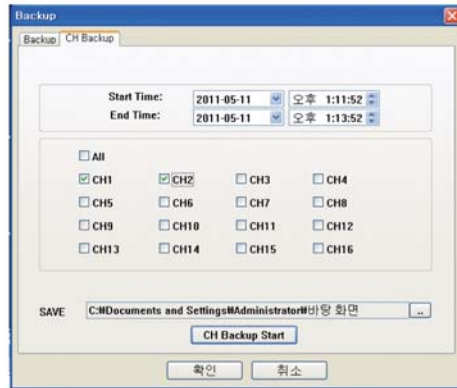 Backup
Backup CH Backup
Start Time: 2011-05-11 오후 1:11:52
End Time: 2011-05-11 오후 1:13:52
All
CH1 CH2 CH3 CH4
CH5 CH6 CH7 CH8
CH9 CH10 CH11 CH12
CH13 CH14 CH15 CH16
SAVE C:₩Documents and Settings₩Administrator₩바탕 화면 ..
CH Backup Start
확인 취소